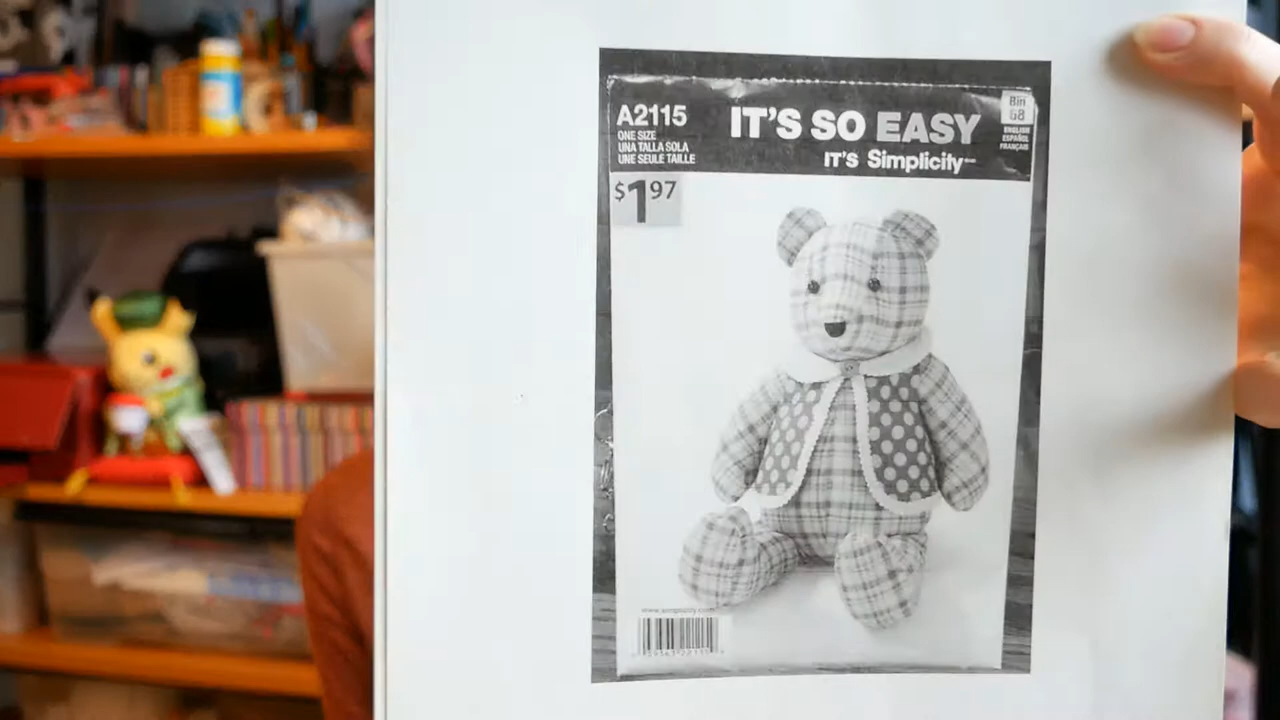 A2115
ONE SIZE
UNA TALLA SOLA
UNE SEULE TAILLE
IT'S SO EASY
IT'S Simplicity
Bin
68
ENGLISH
ESPAÑOL
FRANÇAIS
$1 97
www.simplicity.com